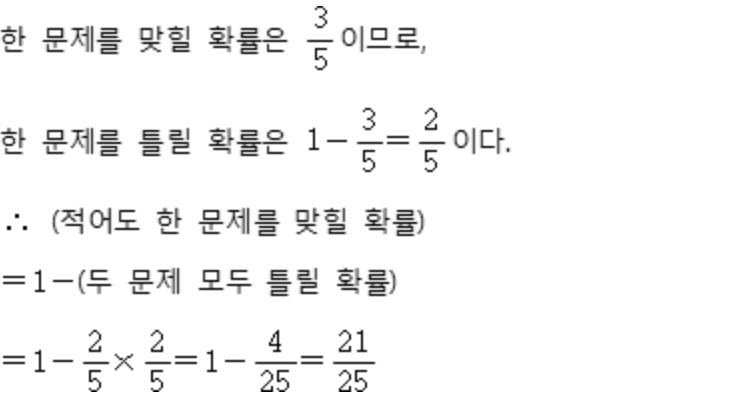 한 문제를 맞힐 확률은 3/5 이므로,
한 문제를 틀릴 확률은 1－3/5＝2/5 이다.
∴ (적어도 한 문제를 맞힐 확률)
＝1－(두 문제 모두 틀릴 확률)
＝1－2/5×2/5＝1－4/25＝21/25